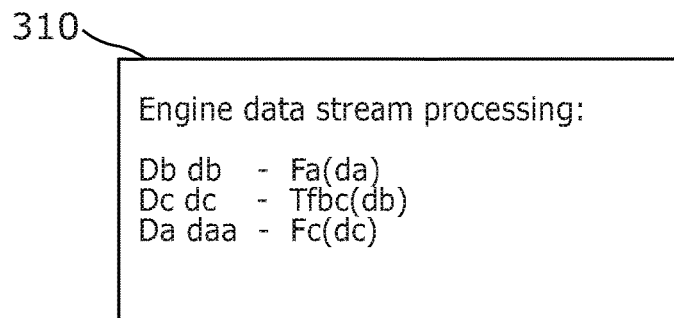 310
Engine data stream processing:
Db db - Fa(da)
Dc dc - Tfbc(db)
Da daa - Fc(dc)